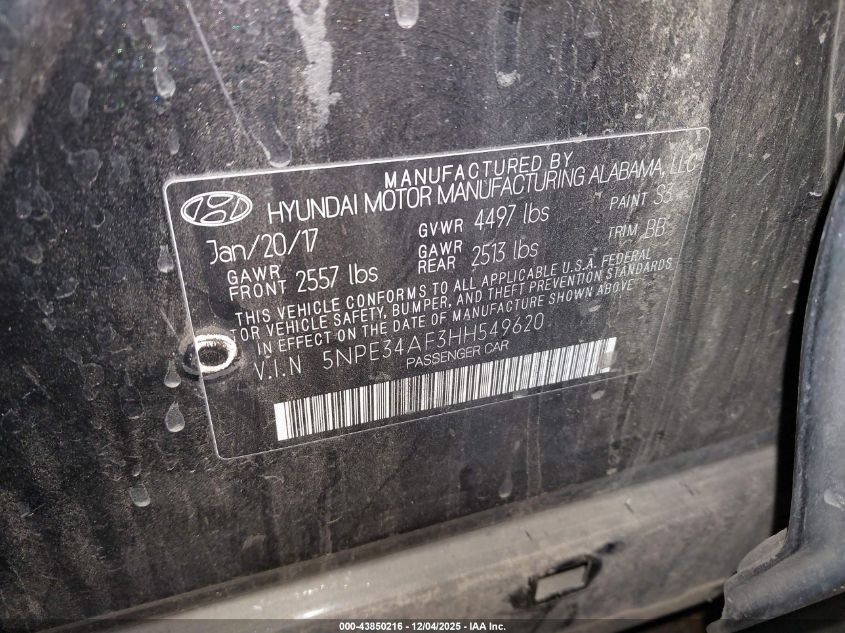 MANUFACTURED BY
HYUNDAI MOTOR MANUFACTURING ALABAMA, LLC
Jan/20/17 GVWR 4497 lbs PAINT S3
GAWR FRONT 2557 lbs GAWR REAR 2513 lbs TRIM BB
THIS VEHICLE CONFORMS TO ALL APPLICABLE U.S.A. FEDERAL
TOR VEHICLE SAFETY, BUMPER, AND THEFT PREVENTION STANDARDS
IN EFFECT ON THE DATE OF MANUFACTURE SHOWN ABOVE
V.I.N 5NPE34AF3HH549620
PASSENGER CAR
000-43850216 - 12/04/2025 - IAA Inc.